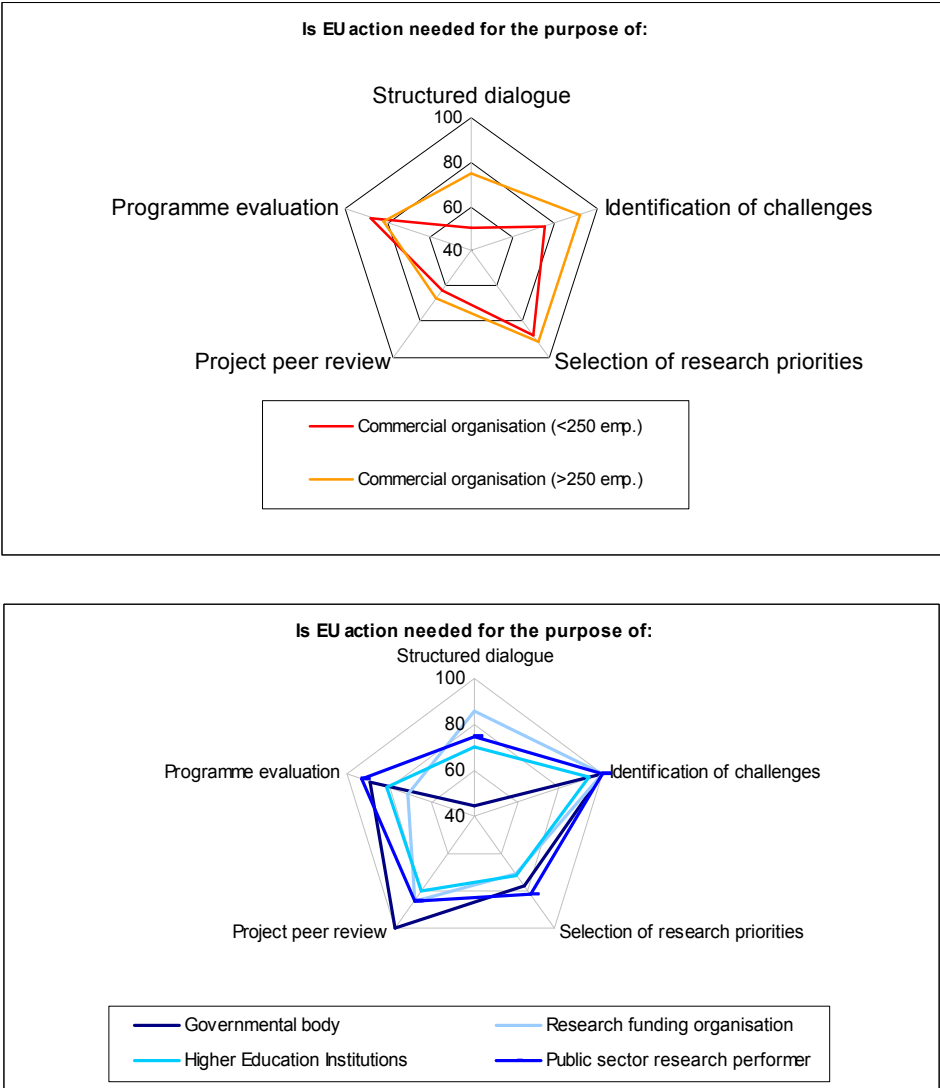 Is EU action needed for the purpose of:
Structured dialogue
100
80
60
40
Programme evaluation
Identification of challenges
Project peer review
Selection of research priorities
Commercial organisation (<250 emp.)
Commercial organisation (>250 emp.)
Is EU action needed for the purpose of:
Structured dialogue
100
80
60
40
Programme evaluation
Identification of challenges
Project peer review
Selection of research priorities
Governmental body
Research funding organisation
Higher Education Institutions
Public sector research performer